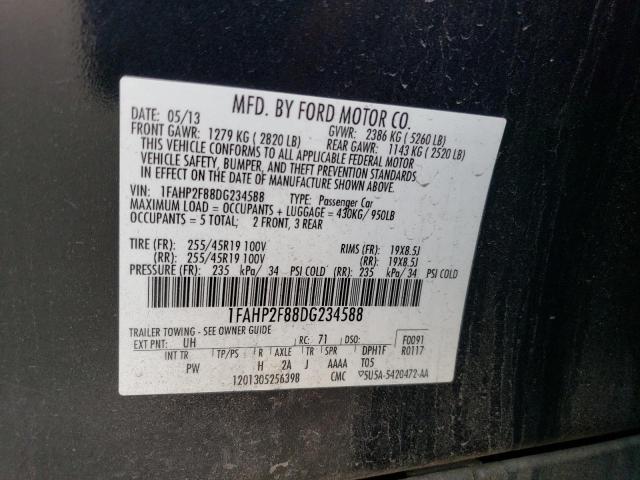 MFD. BY FORD MOTOR CO.
DATE: 05/13 GVWR: 2386 KG ( 5260 LB)
FRONT GAWR: 1279 KG ( 2820 LB) REAR GAWR: 1143 KG ( 2520 LB)
THIS VEHICLE CONFORMS TO ALL APPLICABLE FEDERAL MOTOR
VEHICLE SAFETY, BUMPER, AND THEFT PREVENTION STANDARDS
IN EFFECT ON THE DATE OF MANUFACTURE SHOWN ABOVE.
VIN: 1FAHP2F88DG234588 TYPE: Passenger Car
MAXIMUM LOAD = OCCUPANTS + LUGGAGE = 430KG/ 950LB
OCCUPANTS = 5 TOTAL; 2 FRONT, 3 REAR
TIRE (FR): 255/45R19 100V RIMS (FR): 19X8.5J
(RR): 255/45R19 100V (RR): 19X8.5J
PRESSURE (FR): 235 kPa/ 34 PSI COLD (RR): 235 kPa/ 34 PSI COLD
1FAHP2F88DG234588
TRAILER TOWING - SEE OWNER GUIDE
EXT PNT: UH RC: 71 DSO: F0091
INT TR TP/PS R AXLE TR SPR DPH1F R0117
PW H 2A J AAAA T05
1201305256398 CMC 5U5A-5420472-AA